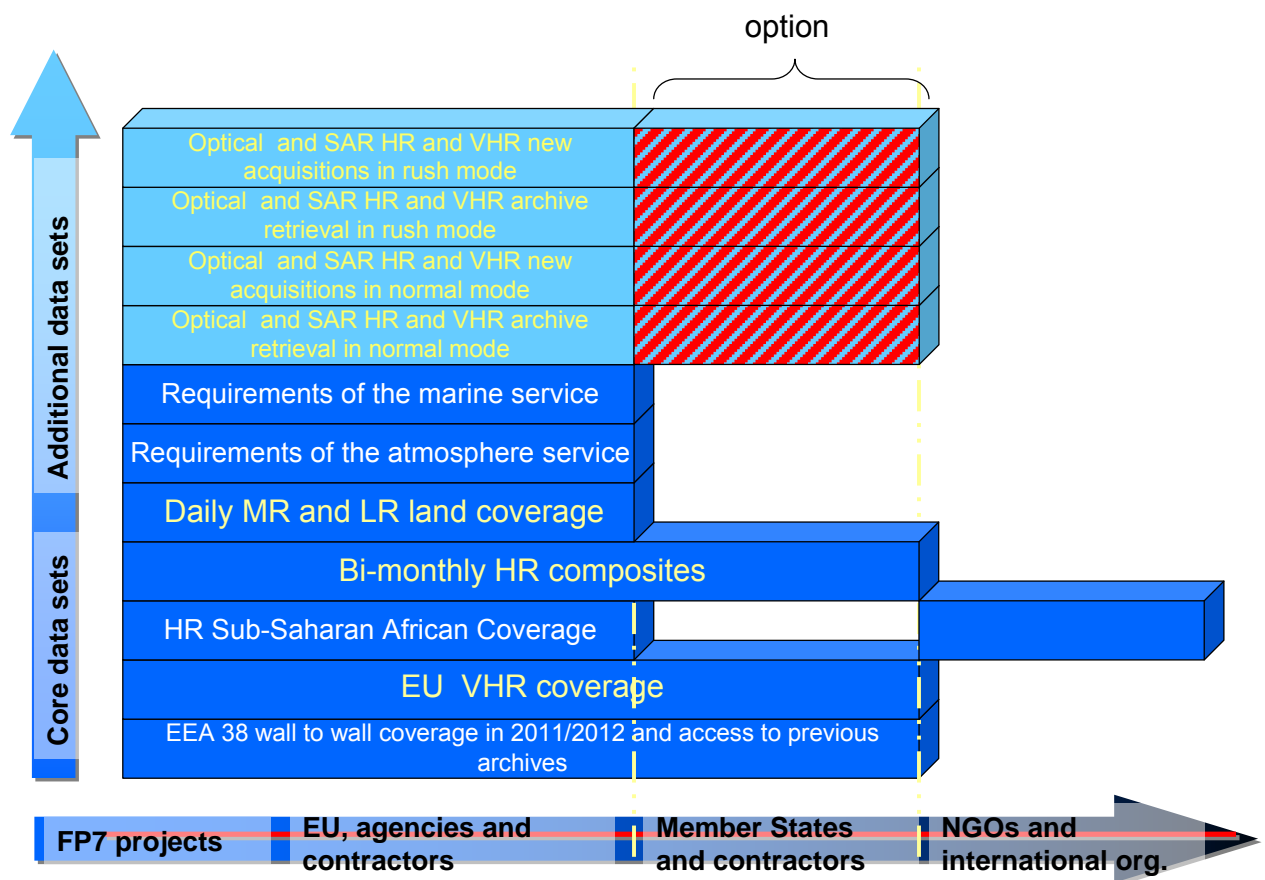 option
Optical and SAR HR and VHR new
acquisitions in rush mode
Optical and SAR HR and VHR archive
retrieval in rush mode
Optical and SAR HR and VHR new
acquisitions in normal mode
Optical and SAR HR and VHR archive
retrieval in normal mode
Requirements of the marine service
Requirements of the atmosphere service
Daily MR and LR land coverage
Bi-monthly HR composites
HR Sub-Saharan African Coverage
EU VHR coverage
EEA 38 wall to wall coverage in 2011/2012 and access to previous
archives
Additional data sets
Core data sets
FP7 projects
EU, agencies and
contractors
Member States
and contractors
NGOs and
international org.